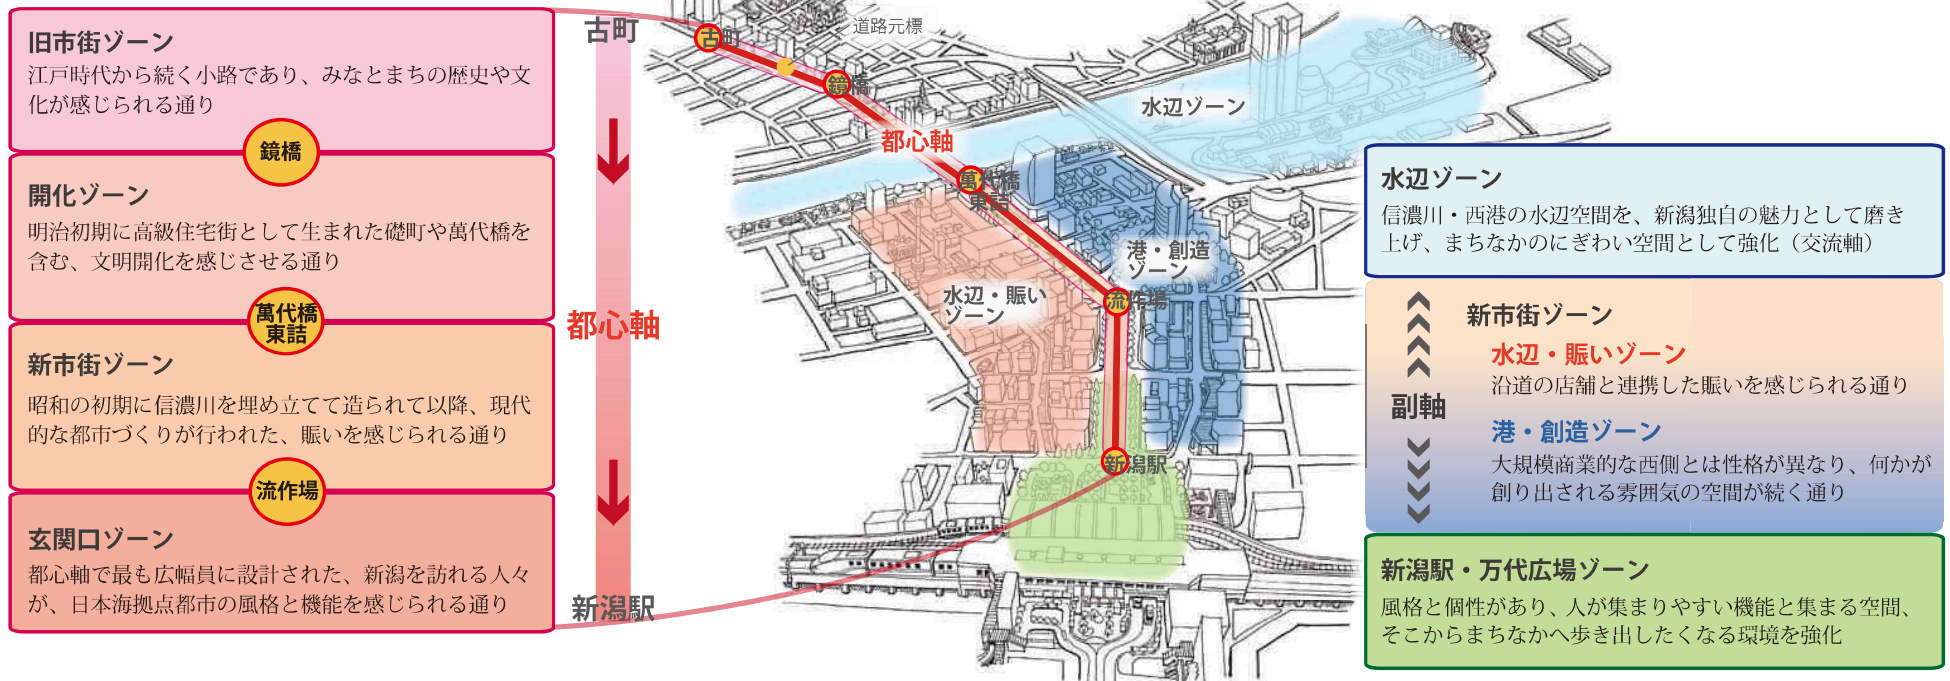 旧市街ゾーン
江戸時代から続く小路であり、みなとまちの歴史や文
化が感じられる通り
鏡橋
開化ゾーン
明治初期に高級住宅街として生まれた礎町や萬代橋を
含む、文明開化を感じさせる通り
萬代橋
東詰
新市街ゾーン
昭和の初期に信濃川を埋め立てて造られて以降、現代
的な都市づくりが行われた、賑いを感じられる通り
流作場
玄関口ゾーン
都心軸で最も広幅員に設計された、新潟を訪れる人々
が、日本海拠点都市の風格と機能を感じられる通り
古町
都心軸
新潟駅
古町
道路元標
鏡橋
都心軸
水辺ゾーン
萬代橋
東詰
港・創造
ゾーン
水辺・賑い
ゾーン
流作場
新潟駅
水辺ゾーン
信濃川・西港の水辺空間を、新潟独自の魅力として磨き
上げ、まちなかのにぎわい空間として強化（交流軸）
副軸
新市街ゾーン
水辺・賑いゾーン
沿道の店舗と連携した賑いを感じられる通り
港・創造ゾーン
大規模商業的な西側とは性格が異なり、何かが
創り出される雰囲気の空間が続く通り
新潟駅・万代広場ゾーン
風格と個性があり、人が集まりやすい機能と集まる空間、
そこからまちなかへ歩き出したくなる環境を強化